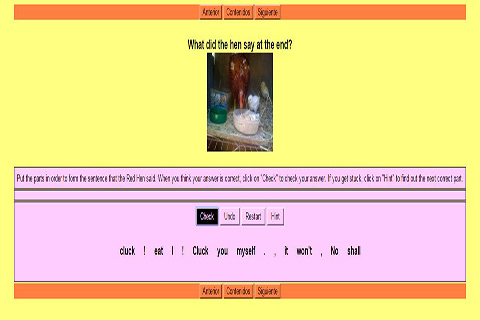 Anterior Contenidos Siguiente
What did the hen say at the end?
Put the parts in order to form the sentence that the Red Hen said. When you think your answer is correct, click on "Check" to check your answer. If you get stuck, click on "Hint" to find out the next correct part.
Check Undo Restart Hint
cluck ! eat I ! Cluck you myself . , it won't , No shall
Anterior Contenidos Siguiente